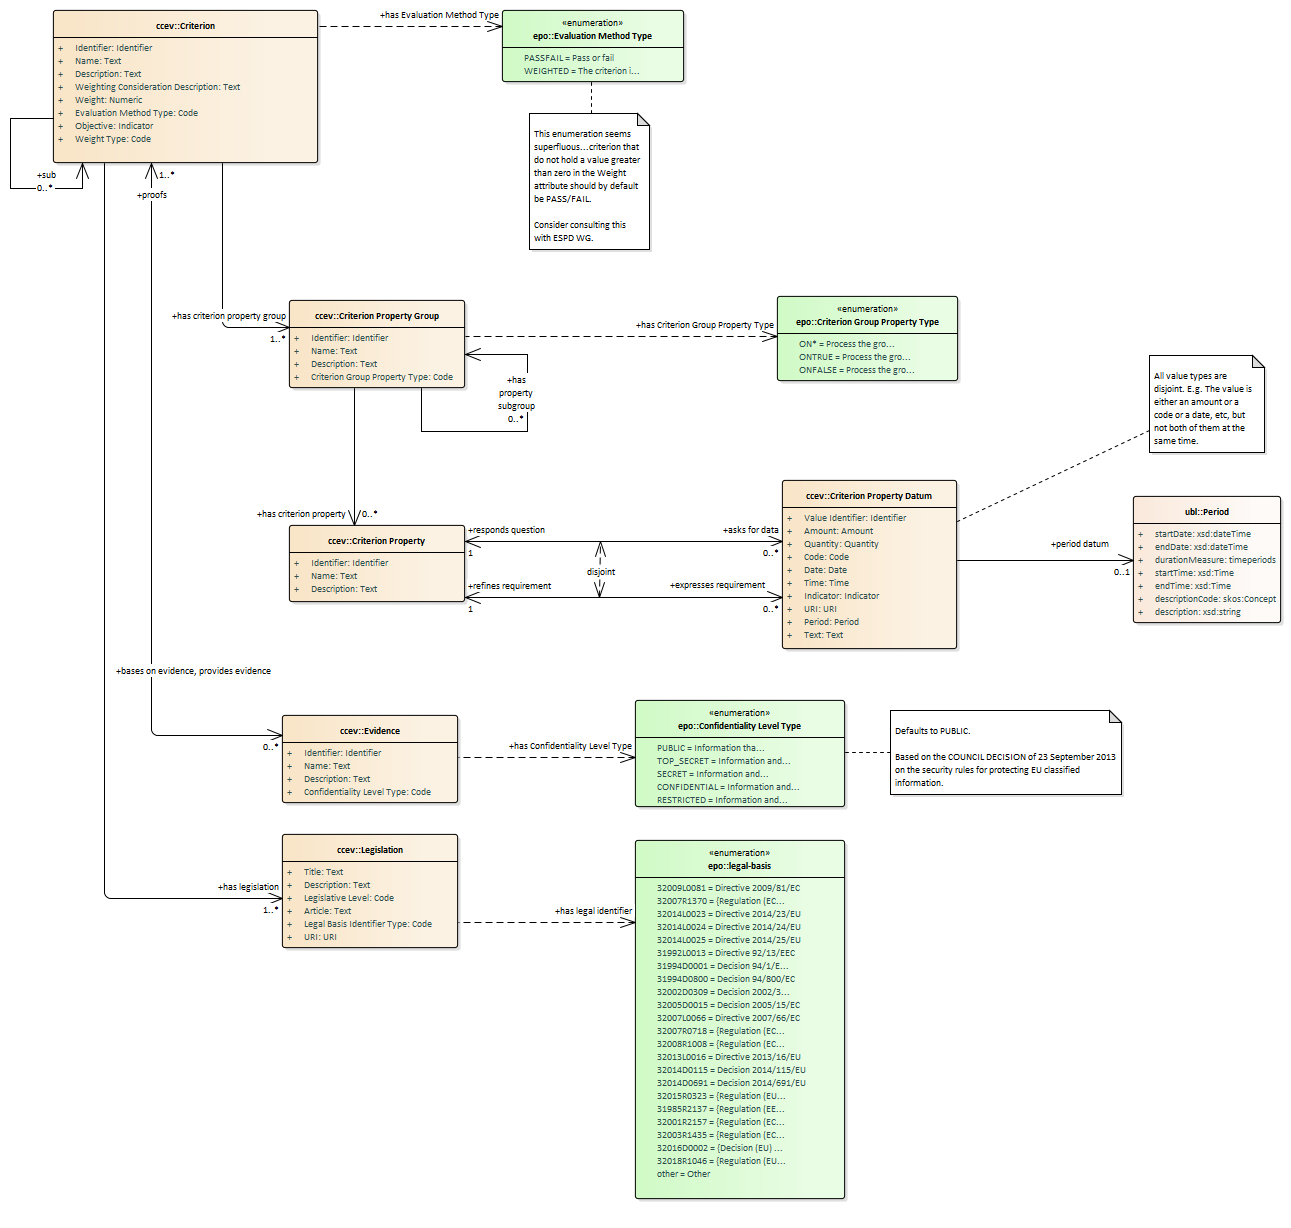 ccev::Criterion
+ Identifier: Identifier
+ Name: Text
+ Description: Text
+ Weighting Consideration Description: Text
+ Weight: Numeric
+ Evaluation Method Type: Code
+ Objective: Indicator
+ Weight Type: Code
+has Evaluation Method Type
«enumeration»
epo::Evaluation Method Type
PASSFAIL = Pass or fail
WEIGHTED = The criterion i...
This enumeration seems
superfluous...criterion that
do not hold a value greater
than zero in the Weight
attribute should by default
be PASS/FAIL.
Consider consulting this
with ESPD WG.
+sub
0..*
1..*
+proofs
+has criterion property group
1..*
ccev::Criterion Property Group
+ Identifier: Identifier
+ Name: Text
+ Description: Text
+ Criterion Group Property Type: Code
+has Criterion Group Property Type
«enumeration»
epo::Criterion Group Property Type
ON* = Process the gro...
ONTRUE = Process the gro...
ONFALSE = Process the gro...
+has
property
subgroup
0..*
All value types are
disjoint. E.g. The value is
either an amount or a
code or a date, etc, but
not both of them at the
same time.
+has criterion property
0..*
ccev::Criterion Property
+ Identifier: Identifier
+ Name: Text
+ Description: Text
+responds question
1
+asks for data
0..*
disjoint
+refines requirement
1
+expresses requirement
0..*
ccev::Criterion Property Datum
+ Value Identifier: Identifier
+ Amount: Amount
+ Quantity: Quantity
+ Code: Code
+ Date: Date
+ Time: Time
+ Indicator: Indicator
+ URI: URI
+ Period: Period
+ Text: Text
+period datum
0..1
ubl::Period
+ startDate: xsd:dateTime
+ endDate: xsd:dateTime
+ durationMeasure: timeperiods
+ startTime: xsd:Time
+ endTime: xsd:Time
+ descriptionCode: skos:Concept
+ description: xsd:string
+bases on evidence, provides evidence
0..*
ccev::Evidence
+ Identifier: Identifier
+ Name: Text
+ Description: Text
+ Confidentiality Level Type: Code
+has Confidentiality Level Type
«enumeration»
epo::Confidentiality Level Type
PUBLIC = Information tha...
TOP_SECRET = Information and...
SECRET = Information and...
CONFIDENTIAL = Information and...
RESTRICTED = Information and...
Defaults to PUBLIC.
Based on the COUNCIL DECISION of 23 September 2013
on the security rules for protecting EU classified
information.
+has legislation
1..*
ccev::Legislation
+ Title: Text
+ Description: Text
+ Legislative Level: Code
+ Article: Text
+ Legal Basis Identifier Type: Code
+ URI: URI
+has legal identifier
«enumeration»
epo::legal-basis
32009L0081 = Directive 2009/81/EC
32007R1370 = {Regulation (EC...
32014L0023 = Directive 2014/23/EU
32014L0024 = Directive 2014/24/EU
32014L0025 = Directive 2014/25/EU
31992L0013 = Directive 92/13/EEC
31994D0001 = Decision 94/1/E...
31994D0800 = Decision 94/800/EC
32002D0309 = Decision 2002/3...
32005D0015 = Decision 2005/15/EC
32007L0066 = Directive 2007/66/EC
32007R0718 = {Regulation (EC...
32008R1008 = {Regulation (EC...
32013L0016 = Directive 2013/16/EU
32014D0115 = Decision 2014/115/EU
32014D0691 = Decision 2014/691/EU
32015R0323 = {Regulation (EU...
31985R2137 = {Regulation (EE...
32001R2157 = {Regulation (EC...
32003R1435 = {Regulation (EC...
32016D0002 = {Decision (EU) ...
32018R1046 = {Regulation (EU...
other = Other